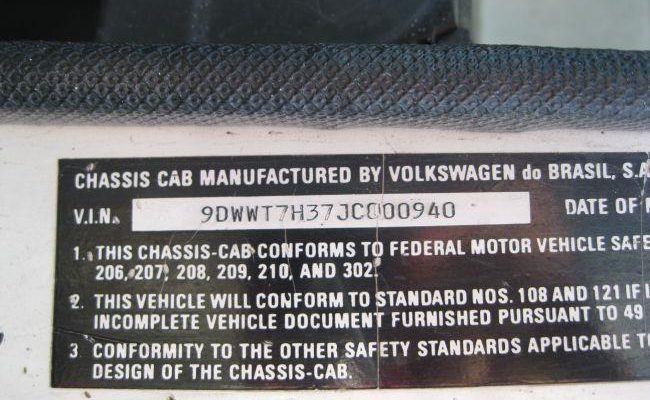 CHASSIS CAB MANUFACTURED BY VOLKSWAGEN do BRASIL, S.A
V.I.N. 9DWWT7H37JC000940 DATE OF M
1. THIS CHASSIS-CAB CONFORMS TO FEDERAL MOTOR VEHICLE SAFE
206, 207, 208, 209, 210, AND 302.
2. THIS VEHICLE WILL CONFORM TO STANDARD NOS. 108 AND 121 IF I
INCOMPLETE VEHICLE DOCUMENT FURNISHED PURSUANT TO 49
3 CONFORMITY TO THE OTHER SAFETY STANDARDS APPLICABLE T
DESIGN OF THE CHASSIS-CAB.